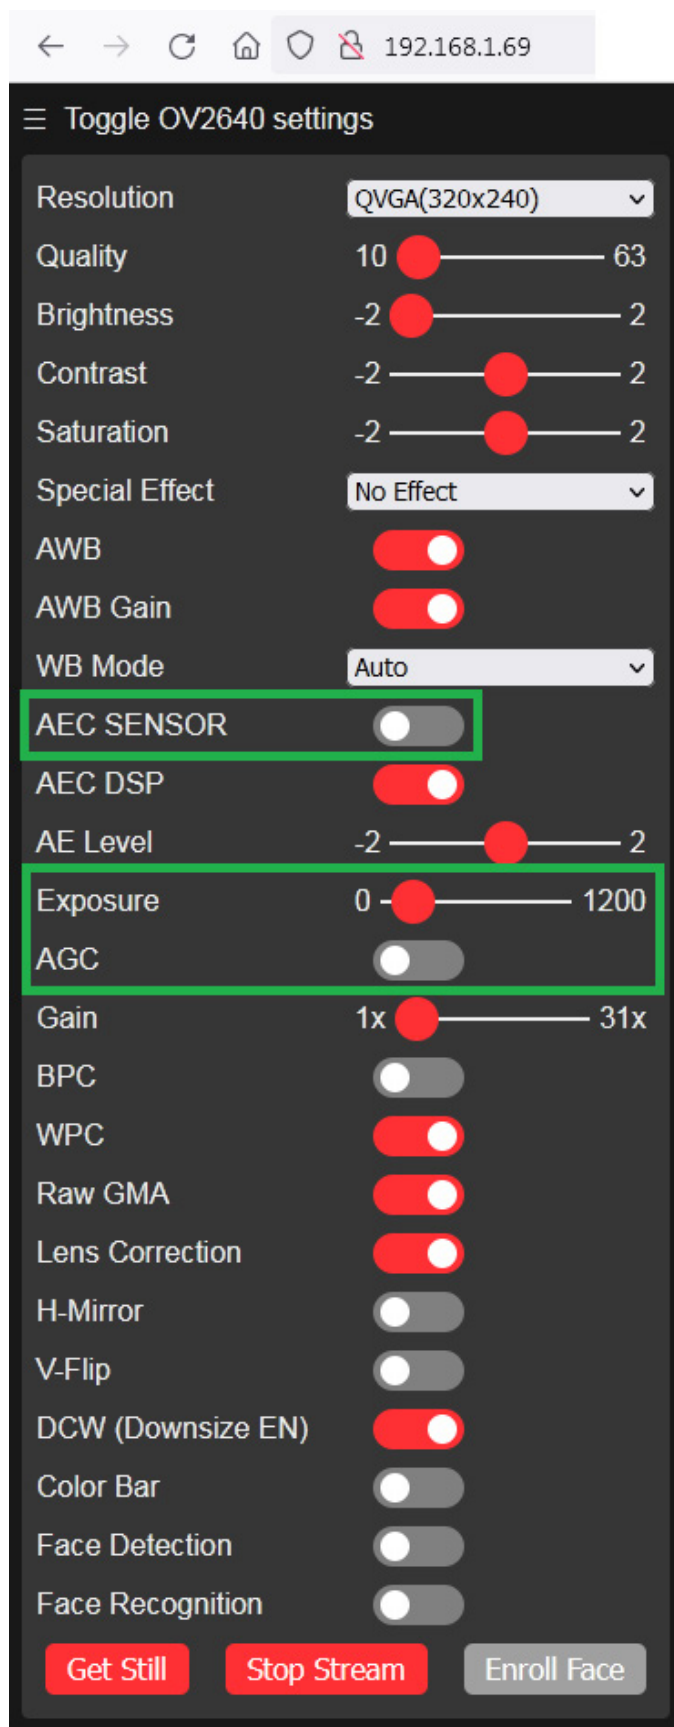 192.168.1.69
Toggle OV2640 settings
Resolution QVGA(320x240)
Quality 10 63
Brightness -2 2
Contrast -2 2
Saturation -2 2
Special Effect No Effect
AWB
AWB Gain
WB Mode Auto
AEC SENSOR
AEC DSP
AE Level -2 2
Exposure 0 1200
AGC
Gain 1x 31x
BPC
WPC
Raw GMA
Lens Correction
H-Mirror
V-Flip
DCW (Downsize EN)
Color Bar
Face Detection
Face Recognition
Get Still Stop Stream Enroll Face